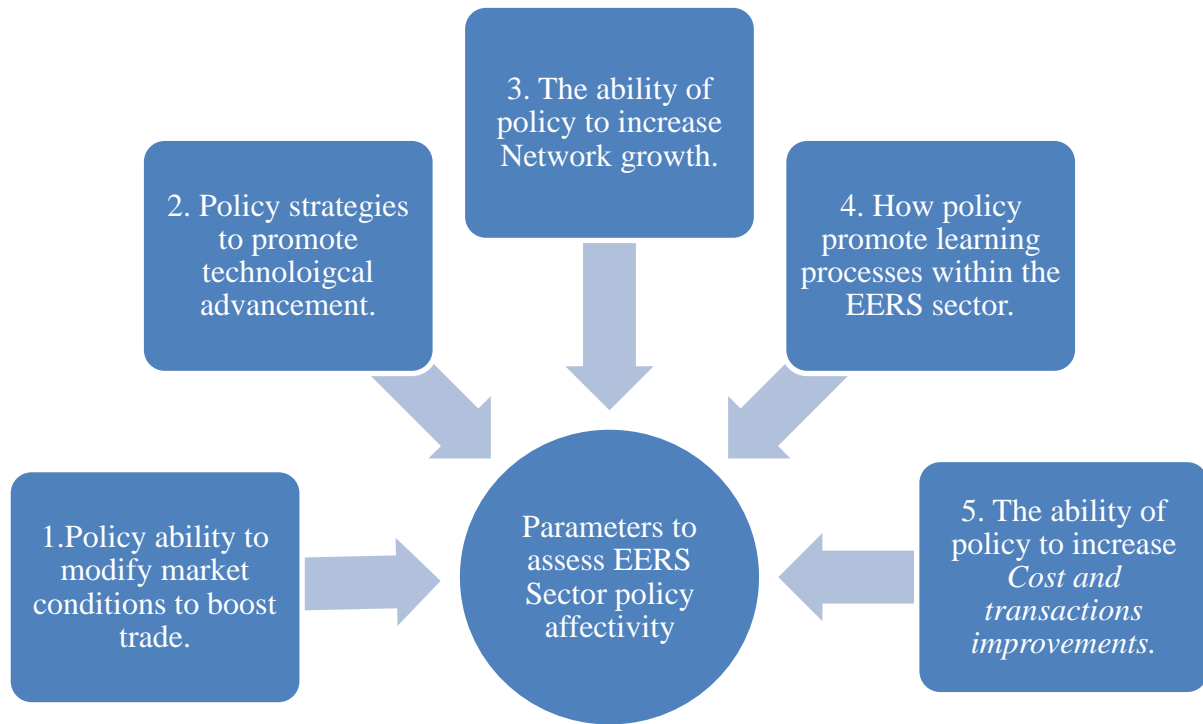 1.Policy ability to
modify market
conditions to boost
trade.
2. Policy strategies
to promote
technoloigcal
advancement.
3. The ability of
policy to increase
Network growth.
4. How policy
promote learning
processes within the
EERS sector.
5. The ability of
policy to increase
Cost and
transactions
improvements.
Parameters to
assess EERS
Sector policy
affectivity